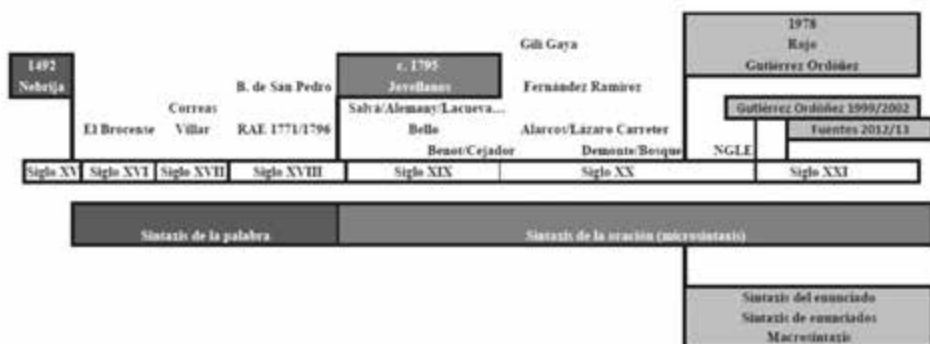 1978
Rojo
Gutiérrez Ordóñez
Gili Gaya
1492
Nebrija
c. 1795
Jovellanos
B. de San Pedro
Fernández Ramírez
Correas
Salvá/Alemany/Lacueva...
Gutiérrez Ordóñez 1999/2002
El Brocense
Villar
RAE 1771/1796
Bello
Alarcos/Lázaro Carreter
Fuentes 2012/13
Benot/Cejador
Demonte/Bosque
NGLE
Siglo XV
Siglo XVI
Siglo XVII
Siglo XVIII
Siglo XIX
Siglo XX
Siglo XXI
Sintaxis de la palabra
Sintaxis de la oración (microsintaxis)
Sintaxis del enunciado
Sintaxis de enunciados
Macrosintaxis